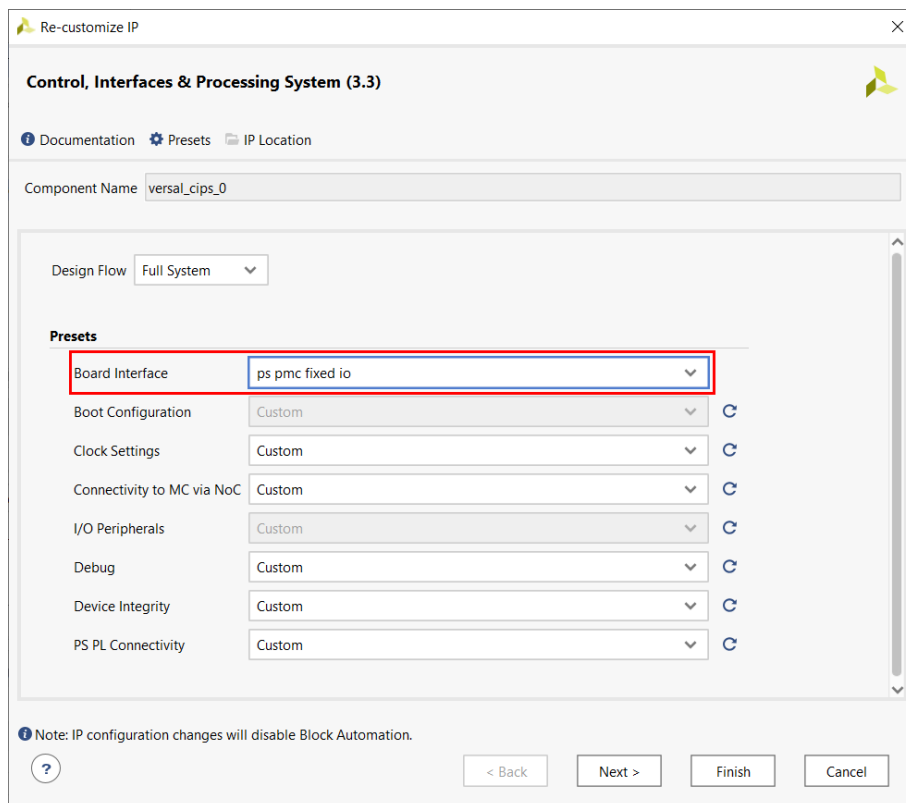 Re-customize IP
Control, Interfaces & Processing System (3.3)
Documentation Presets IP Location
Component Name versal_cips_0
Design Flow Full System
Presets
Board Interface ps pmc fixed io
Boot Configuration Custom
Clock Settings Custom
Connectivity to MC via NoC Custom
I/O Peripherals Custom
Debug Custom
Device Integrity Custom
PS PL Connectivity Custom
Note: IP configuration changes will disable Block Automation.
? < Back Next > Finish Cancel